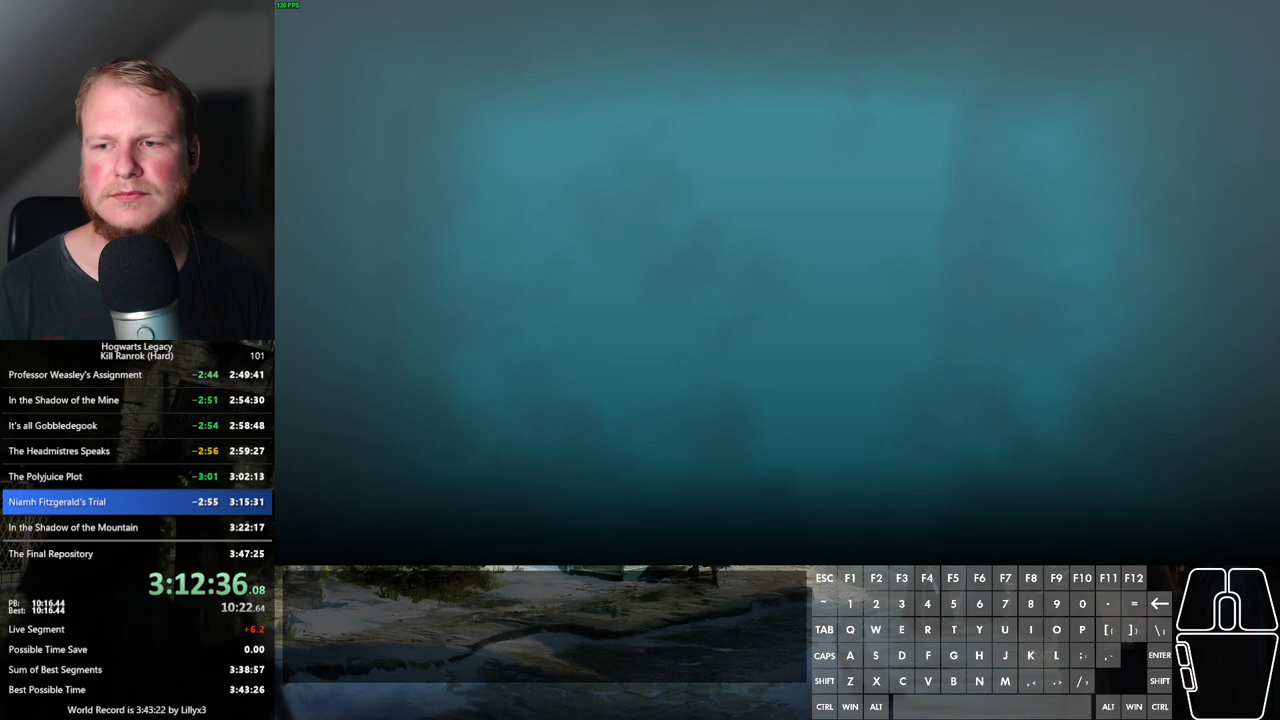 120 FPS
Hogwarts Legacy
Kill Ranrok (Hard) 101
Professor Weasley's Assignment -2:44 2:49:41
In the Shadow of the Mine -2:51 2:54:30
It's all Gobbledegook -2:54 2:58:48
The Headmistres Speaks -2:56 2:59:27
The Polyjuice Plot -3:01 3:02:13
Niamh Fitzgerald's Trial -2:55 3:15:31
In the Shadow of the Mountain 3:22:17
The Final Repository 3:47:25
3:12:36.08
PB: 10:16.44 10:22.64
Best: 10:16.44
Live Segment +6.2
Possible Time Save 0.00
Sum of Best Segments 3:38:57
Best Possible Time 3:43:26
World Record is 3:43:22 by Lillyx3
ESC F1 F2 F3 F4 F5 F6 F7 F8 F9 F10 F11 F12
~ 1 2 3 4 5 6 7 8 9 0 - = ←
TAB Q W E R T Y U I O P [{ ]} \|
CAPS A S D F G H J K L ;: ,. ENTER
SHIFT Z X C V B N M ,< .> /? SHIFT
CTRL WIN ALT ALT WIN CTRL